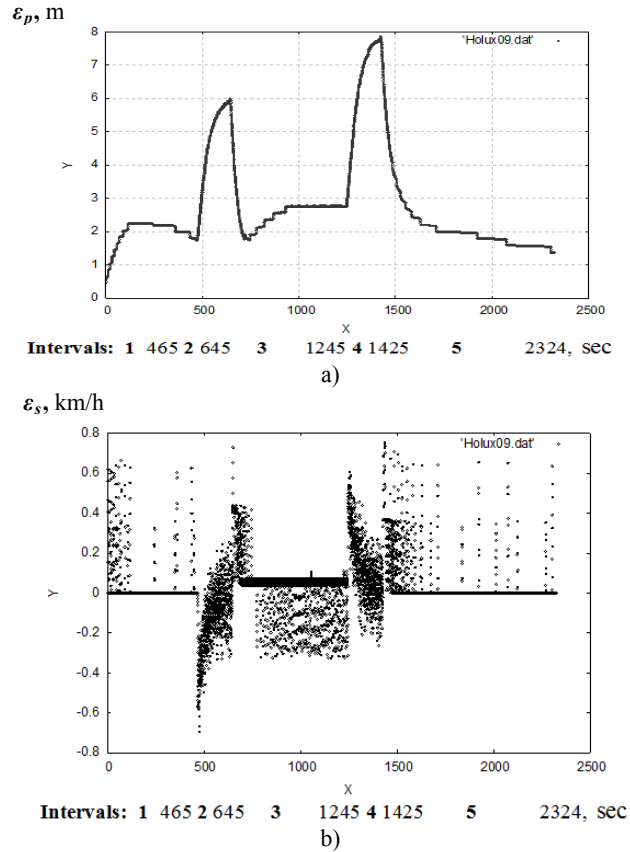 εp, m
8
7
6
5
4
3
2
1
0
Y
'Holux09.dat'
0 500 1000 1500 2000 2500
X
Intervals: 1 465 2 645 3 1245 4 1425 5 2324, sec
a)
εs, km/h
0.8
0.6
0.4
0.2
0
-0.2
-0.4
-0.6
-0.8
Y
'Holux09.dat'
0 500 1000 1500 2000 2500
X
Intervals: 1 465 2 645 3 1245 4 1425 5 2324, sec
b)